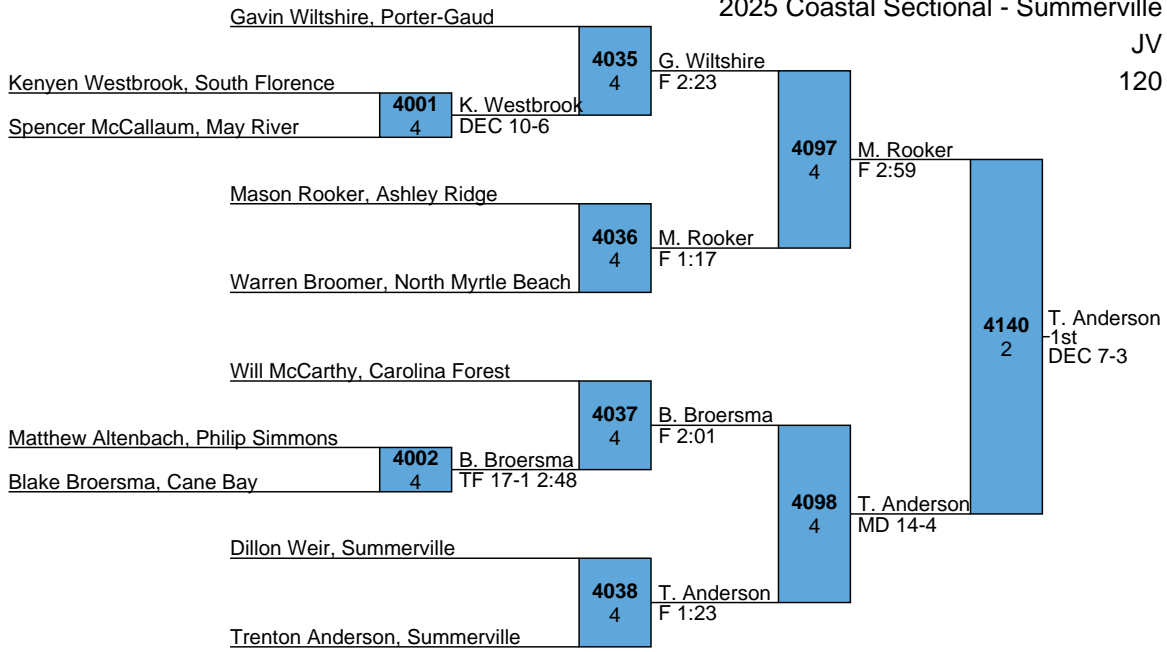 2025 Coastal Sectional - Summerville
JV
120
Gavin Wiltshire, Porter-Gaud
4035
4
G. Wiltshire
F 2:23
Kenyen Westbrook, South Florence
4001
4
K. Westbrook
DEC 10-6
Spencer McCallaum, May River
4097
4
M. Rooker
F 2:59
Mason Rooker, Ashley Ridge
4036
4
M. Rooker
F 1:17
Warren Broomer, North Myrtle Beach
4140
2
T. Anderson
1st
DEC 7-3
Will McCarthy, Carolina Forest
4037
4
B. Broersma
F 2:01
Matthew Altenbach, Philip Simmons
4002
4
B. Broersma
TF 17-1 2:48
Blake Broersma, Cane Bay
4098
4
T. Anderson
MD 14-4
Dillon Weir, Summerville
4038
4
T. Anderson
F 1:23
Trenton Anderson, Summerville